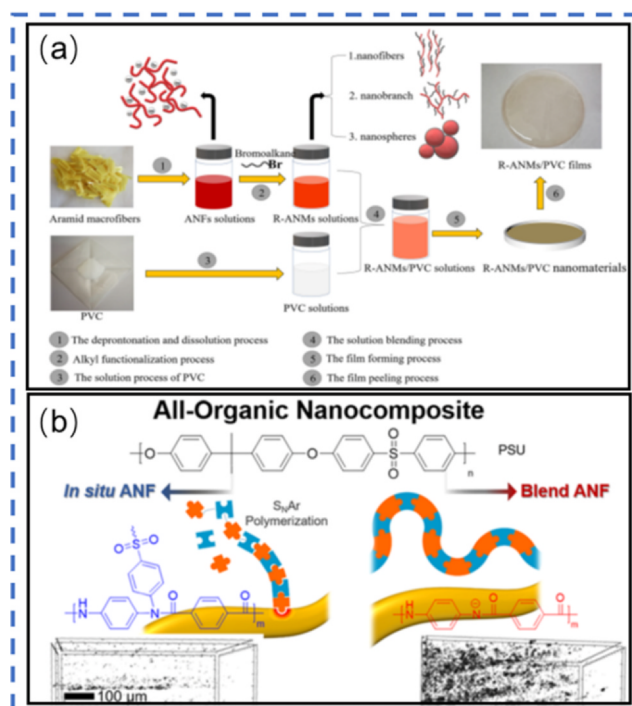 (a)
1.nanofibers
2. nanobranch
3. nanospheres
Bromoalkane
Br
1
2
Aramid macrofibers
ANFs solutions
R-ANMs solutions
R-ANMs/PVC films
6
4
5
3
R-ANMs/PVC solutions
R-ANMs/PVC nanomaterials
PVC
PVC solutions
1 The deprontonation and dissolution process
4 The solution blending process
2 Alkyl functionalization process
5 The film forming process
3 The solution process of PVC
6 The film peeling process
(b)
All-Organic Nanocomposite
O
O
O
S
O
n
PSU
In situ ANF
SNAr
Polymerization
Blend ANF
O=S=O
H
N
N
O
O
m
H
N
N
⊖
O
O
m
100 μm